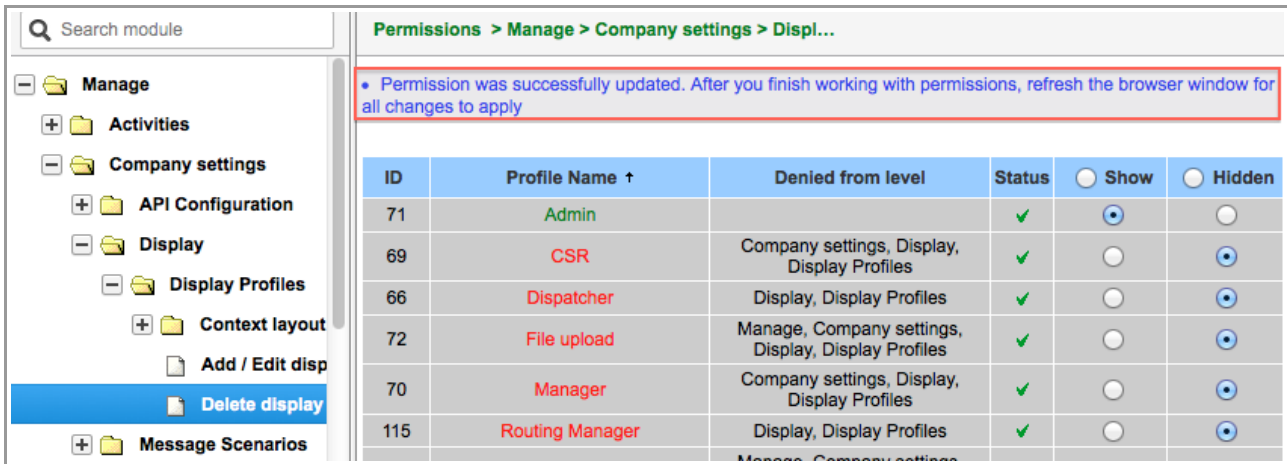 Search module
Permissions > Manage > Company settings > Displ...
Manage
Activities
Company settings
API Configuration
Display
Display Profiles
Context layout
Add / Edit disp
Delete display
Message Scenarios
• Permission was successfully updated. After you finish working with permissions, refresh the browser window for
all changes to apply
ID Profile Name ↑ Denied from level Status Show Hidden
71 Admin
69 CSR Company settings, Display,
Display Profiles
66 Dispatcher Display, Display Profiles
72 File upload Manage, Company settings,
Display, Display Profiles
70 Manager Company settings, Display,
Display Profiles
115 Routing Manager Display, Display Profiles
Manage, Company settings,